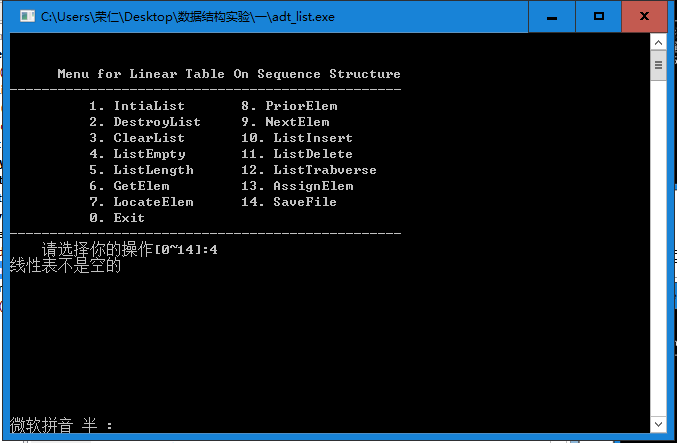 C:\Users\荣仁\Desktop\数据结构实验\一\adt_list.exe
Menu for Linear Table On Sequence Structure
-------------------------------------------------
1. IntiaList 8. PriorElem
2. DestroyList 9. NextElem
3. ClearList 10. ListInsert
4. ListEmpty 11. ListDelete
5. ListLength 12. ListTrabverse
6. GetElem 13. AssignElem
7. LocateElem 14. SaveFile
0. Exit
-------------------------------------------------
请选择你的操作[0~14]:4
线性表不是空的
微软拼音 半 :